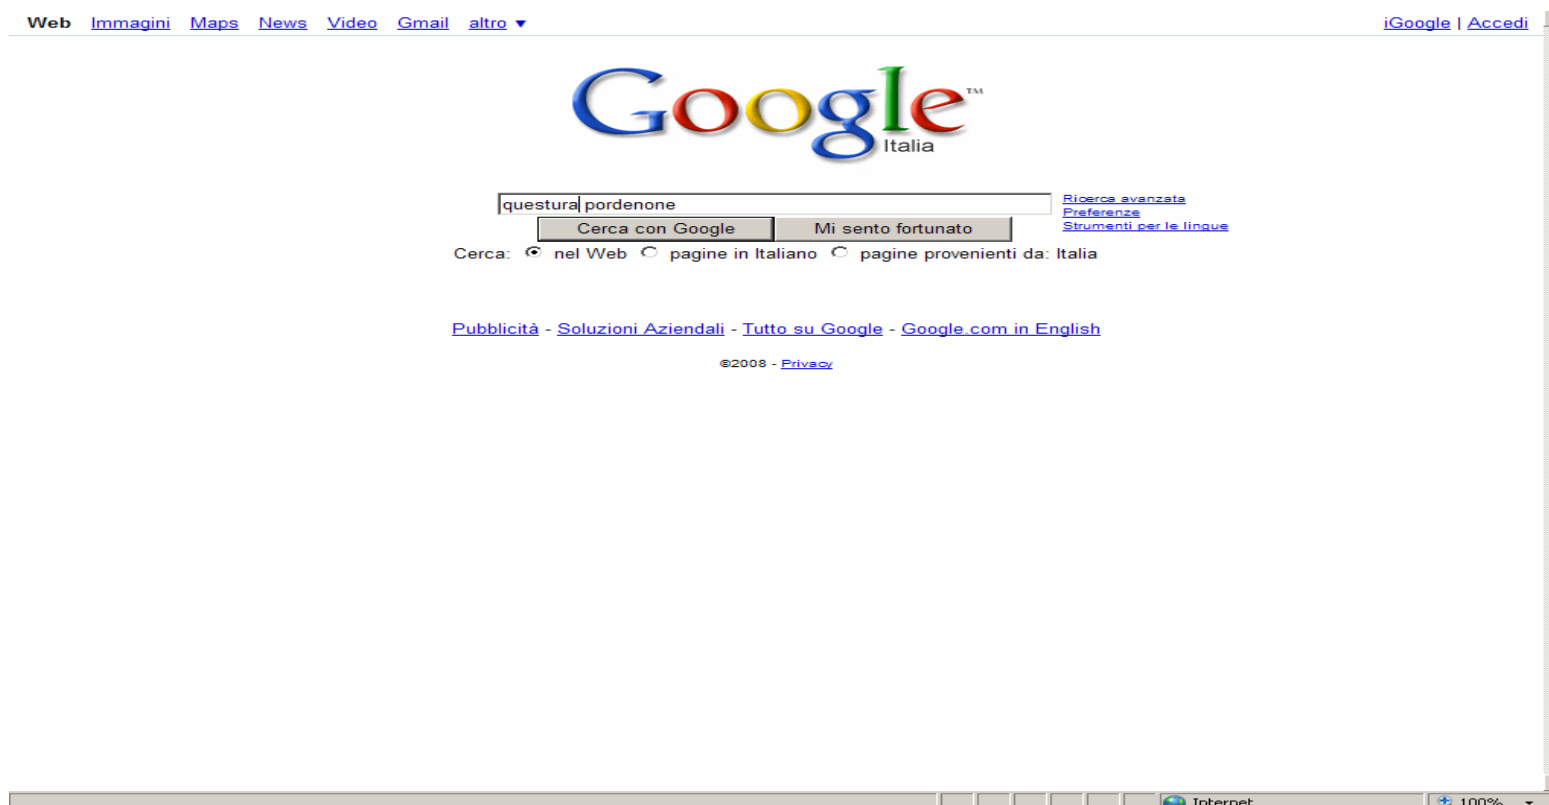 Web Immagini Maps News Video Gmail altro ▼ iGoogle | Accedi
Google™
Italia
questura pordenone
Ricerca avanzata
Preferenze
Strumenti per le lingue
Cerca con Google Mi sento fortunato
Cerca: nel Web pagine in Italiano pagine provenienti da: Italia
Pubblicità - Soluzioni Aziendali - Tutto su Google - Google.com in English
©2008 - Privacy
Internet 100%